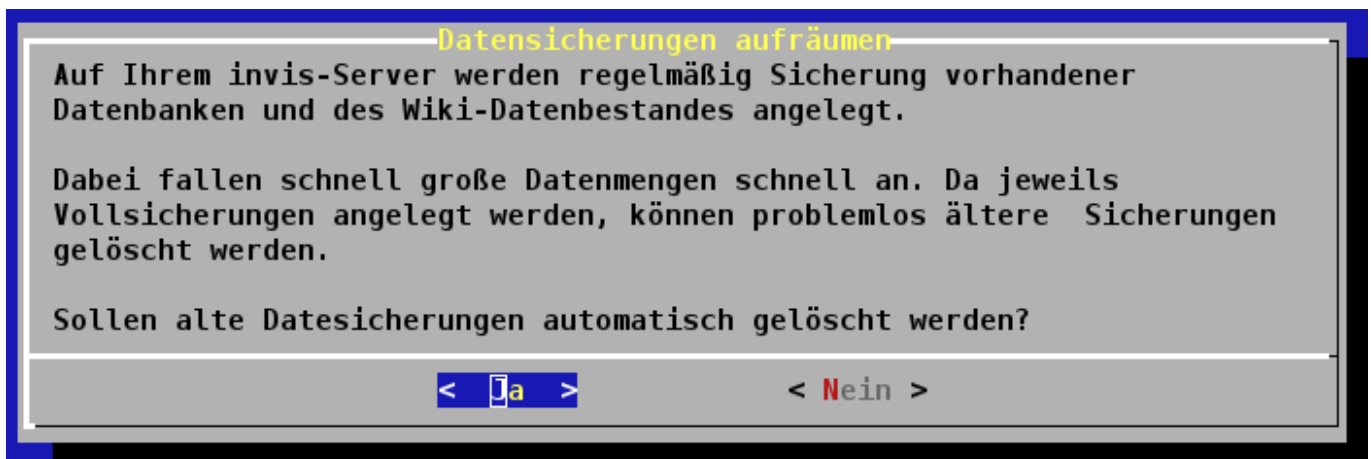 Datensicherungen aufräumen
Auf Ihrem invis-Server werden regelmäßig Sicherung vorhandener
Datenbanken und des Wiki-Datenbestandes angelegt.
Dabei fallen schnell große Datenmengen schnell an. Da jeweils
Vollsicherungen angelegt werden, können problemlos ältere  Sicherungen
gelöscht werden.
Sollen alte Datesicherungen automatisch gelöscht werden?
<  Ja  > < Nein >